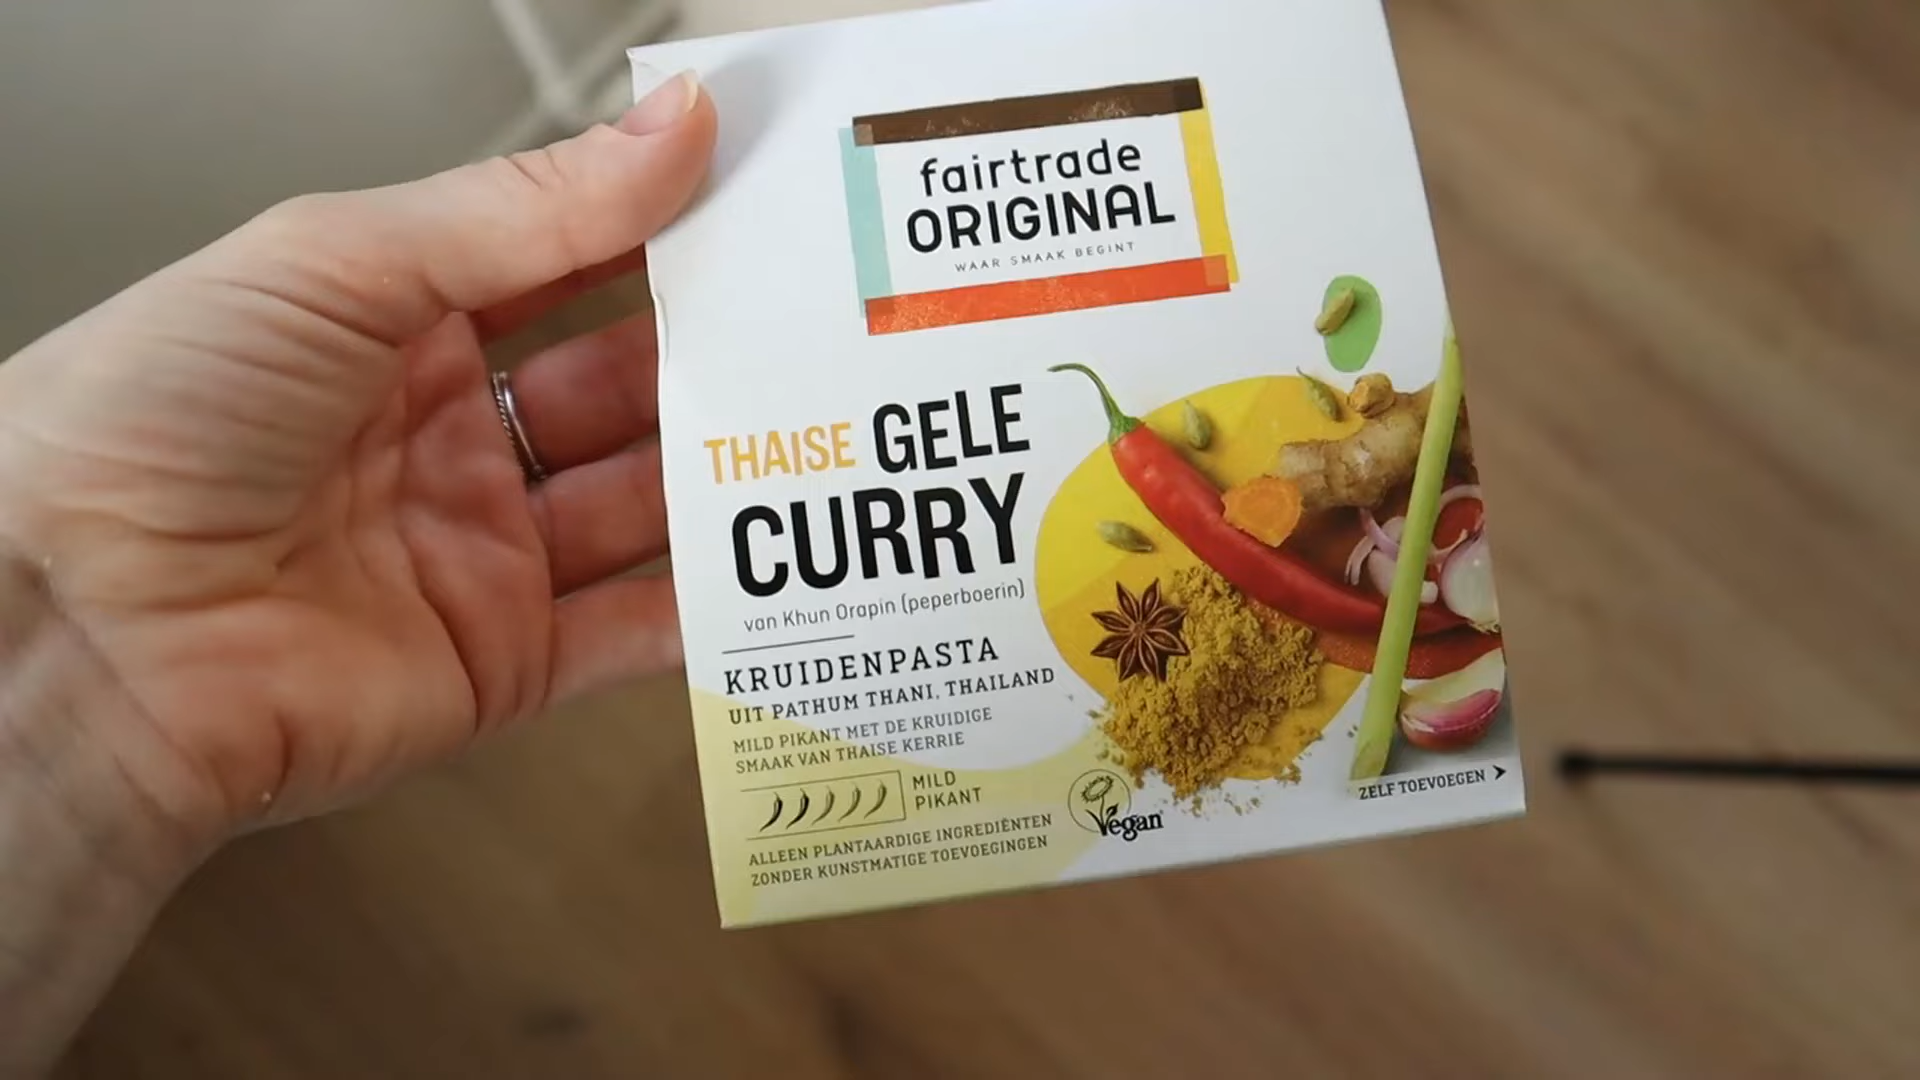 fairtrade
ORIGINAL
WAAR SMAAK BEGINT
THAISE GELE
CURRY
van Khun Orapin (peperboerin)
KRUIDENPASTA
UIT PATHUM THANI, THAILAND
MILD PIKANT MET DE KRUIDIGE
SMAAK VAN THAISE KERRIE
MILD
PIKANT
ALLEEN PLANTAARDIGE INGREDIËNTEN
ZONDER KUNSTMATIGE TOEVOEGINGEN
Vegan
ZELF TOEVOEGEN